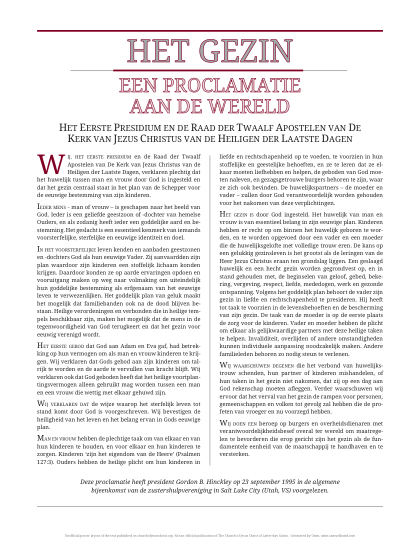 HET GEZIN
EEN PROCLAMATIE
AAN DE WERELD
HET EERSTE PRESIDIUM EN DE RAAD DER TWAALF APOSTELEN VAN DE
KERK VAN JEZUS CHRISTUS VAN DE HEILIGEN DER LAATSTE DAGEN
WIJ, HET EERSTE PRESIDIUM en de Raad der Twaalf
Apostelen van De Kerk van Jezus Christus van de
Heiligen der Laatste Dagen, verklaren plechtig dat
het huwelijk tussen man en vrouw door God is ingesteld en
dat het gezin centraal staat in het plan van de Schepper voor
de eeuwige bestemming van zijn kinderen.
IEDER MENS – man of vrouw – is geschapen naar het beeld van
God. Ieder is een geliefde geestzoon of -dochter van hemelse
Ouders, en als zodanig heeft ieder een goddelijke aard en be-
stemming. Het geslacht is een essentieel kenmerk van iemands
voorsterfelijke, sterfelijke en eeuwige identiteit en doel.
IN HET VOORSTERFELIJK leven kenden en aanbaden geestzonen
en -dochters God als hun eeuwige Vader. Zij aanvaardden zijn
plan waardoor zijn kinderen een stoffelijk lichaam konden
krijgen. Daardoor konden ze op aarde ervaringen opdoen en
vooruitgang maken op weg naar volmaking om uiteindelijk
hun goddelijke bestemming als erfgenaam van het eeuwige
leven te verwezenlijken. Het goddelijk plan van geluk maakt
het mogelijk dat familiebanden ook na de dood blijven be-
staan. Heilige verordeningen en verbonden die in heilige tem-
pels beschikbaar zijn, maken het mogelijk dat de mens in de
tegenwoordigheid van God terugkeert en dat het gezin voor
eeuwig verenigd wordt.
HET EERSTE GEBOD dat God aan Adam en Eva gaf, had betrek-
king op hun vermogen om als man en vrouw kinderen te krij-
gen. Wij verklaren dat Gods gebod aan zijn kinderen om tal-
rijk te worden en de aarde te vervullen van kracht blijft. Wij
verklaren ook dat God geboden heeft dat het heilige voortplan-
tingsvermogen alleen gebruikt mag worden tussen een man
en een vrouw die wettig met elkaar gehuwd zijn.
WIJ VERKLAREN DAT de wijze waarop het sterfelijk leven tot
stand komt door God is voorgeschreven. Wij bevestigen de
heiligheid van het leven en het belang ervan in Gods eeuwige
plan.
MAN EN VROUW hebben de plechtige taak om van elkaar en van
hun kinderen te houden, en voor elkaar en hun kinderen te
zorgen. Kinderen zijn 'het eigendom van de Heere' (Psalmen
127:3). Ouders hebben de heilige plicht om hun kinderen in
liefde en rechtschapenheid op te voeden, te voorzien in hun
stoffelijke en geestelijke behoeften, en ze te leren dat ze el-
kaar moeten liefhebben en helpen, de geboden van God moe-
ten naleven, en gezagsgetrouwe burgers behoren te zijn, waar
ze zich ook bevinden. De huwelijkspartners – de moeder en
vader – zullen door God verantwoordelijk worden gehouden
voor het nakomen van deze verplichtingen.
HET GEZIN IS door God ingesteld. Het huwelijk van man en
vrouw is van essentieel belang in zijn eeuwige plan. Kinderen
hebben er recht op om binnen het huwelijk geboren te wor-
den, en te worden opgevoed door een vader en een moeder
die de huwelijksgelofte met volledige trouw eren. De kans op
een gelukkig gezinsleven is het grootst als de leringen van de
Heer Jezus Christus eraan ten grondslag liggen. Een geslaagd
huwelijk en een hecht gezin worden gegrondvest op, en in
stand gehouden met, de beginselen van geloof, gebed, beke-
ring, vergeving, respect, liefde, mededogen, werk en gezonde
ontspanning. Volgens het goddelijk plan behoort de vader zijn
gezin in liefde en rechtschapenheid te presideren. Hij heeft
tot taak te voorzien in de levensbehoeften en de bescherming
van zijn gezin. De taak van de moeder is op de eerste plaats
de zorg voor de kinderen. Vader en moeder hebben de plicht
om elkaar als gelijkwaardige partners met deze heilige taken
te helpen. Invaliditeit, overlijden of andere omstandigheden
kunnen individuele aanpassing noodzakelijk maken. Andere
familieleden behoren zo nodig steun te verlenen.
WIJ WAARSCHUWEN DEGENEN die het verbond van huwelijks-
trouw schenden, hun partner of kinderen mishandelen, of
hun taken in het gezin niet nakomen, dat zij op een dag aan
God rekenschap moeten afleggen. Verder waarschuwen wij
ervoor dat het verval van het gezin de rampen voor personen,
gemeenschappen en volken tot gevolg zal hebben die de pro-
feten van vroeger en nu voorzegd hebben.
WIJ DOEN EEN beroep op burgers en overheidsdienaren met
verantwoordelijkheidsbesef overal ter wereld om maatrege-
len te bevorderen die erop gericht zijn het gezin als de fun-
damentele eenheid van de maatschappij te handhaven en te
versterken.
Deze proclamatie heeft president Gordon B. Hinckley op 23 september 1995 in de algemene
bijeenkomst van de zustershulpvereniging in Salt Lake City (Utah, VS) voorgelezen.